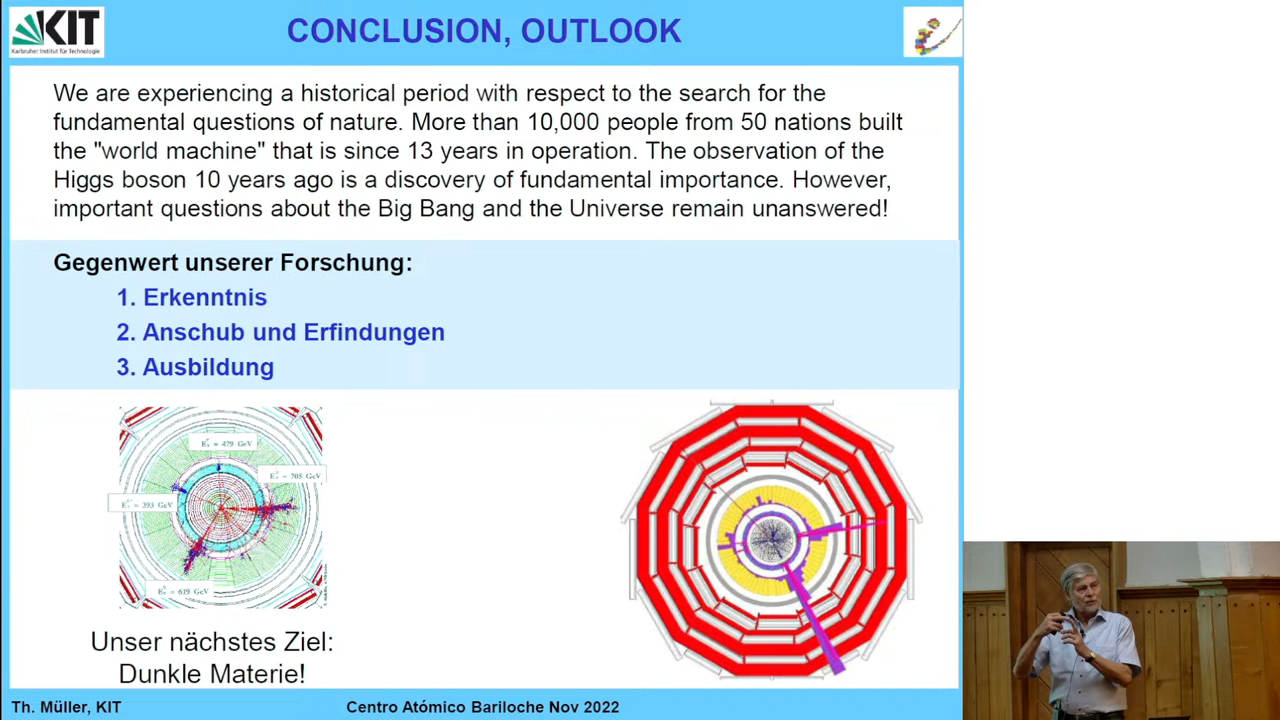 KIT
Karlsruher Institut für Technologie
CONCLUSION, OUTLOOK
We are experiencing a historical period with respect to the search for the
fundamental questions of nature. More than 10,000 people from 50 nations built
the "world machine" that is since 13 years in operation. The observation of the
Higgs boson 10 years ago is a discovery of fundamental importance. However,
important questions about the Big Bang and the Universe remain unanswered!
Gegenwert unserer Forschung:
1. Erkenntnis
2. Anschub und Erfindungen
3. Ausbildung
= 479 GeV
= 705 GeV
= 393 GeV
= 619 GeV
Unser nächstes Ziel:
Dunkle Materie!
Th. Müller, KIT
Centro Atómico Bariloche Nov 2022